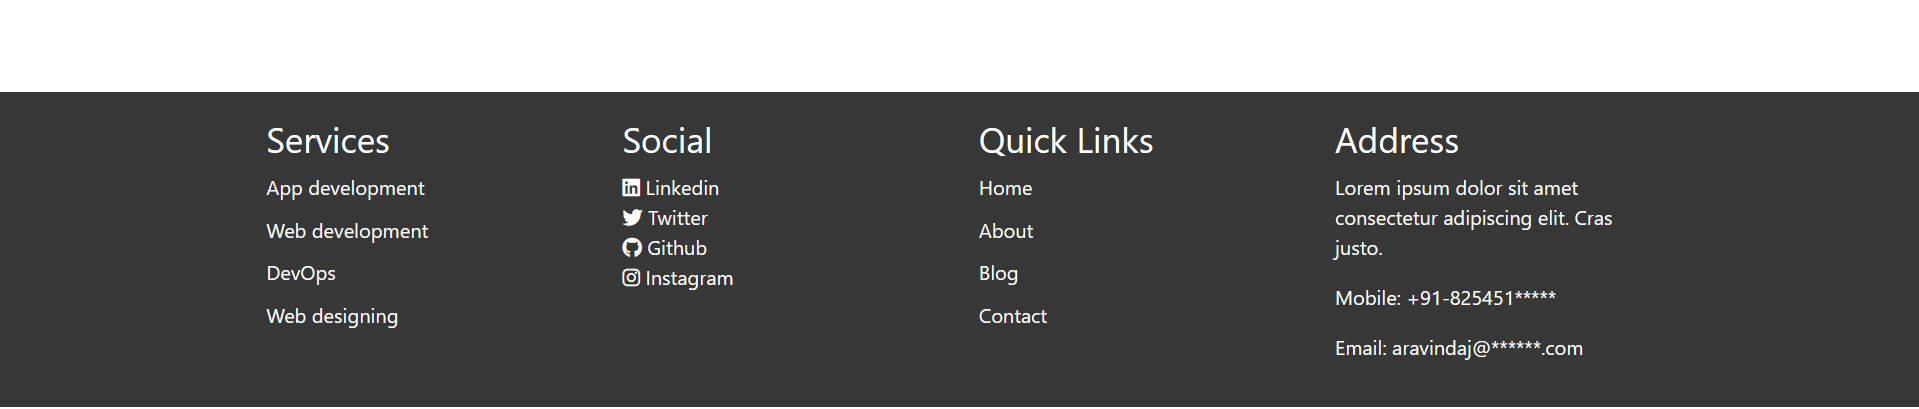 Services
App development
Web development
DevOps
Web designing
Social
Linkedin
Twitter
Github
Instagram
Quick Links
Home
About
Blog
Contact
Address
Lorem ipsum dolor sit amet
consectetur adipiscing elit. Cras
justo.
Mobile: +91-825451*****
Email: aravindaj@******.com